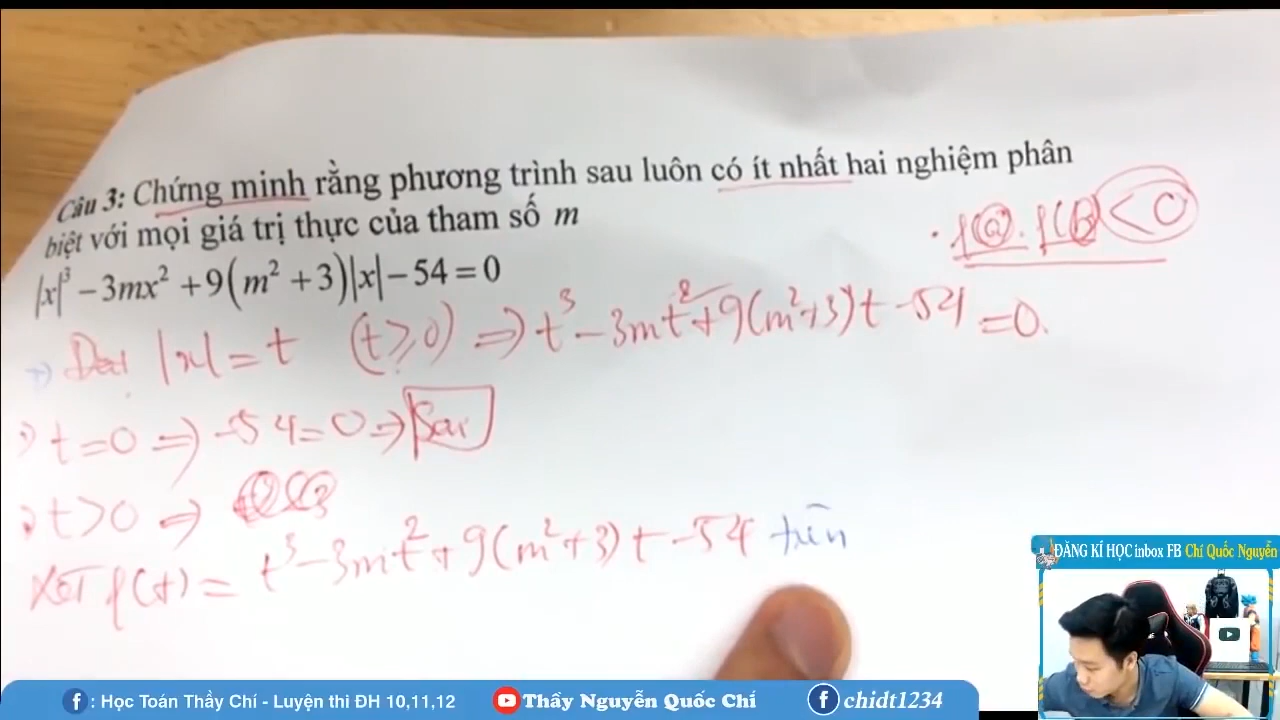 Câu 3: Chứng minh rằng phương trình sau luôn có ít nhất hai nghiệm phân
biệt với mọi giá trị thực của tham số m
|x|³ - 3mx² + 9(m² + 3)|x| - 54 = 0
· f(a). f(b) < 0
Đặt |x| = t (t ≥ 0) ⇒ t³ - 3mt² + 9(m² + 3)t - 54 = 0.
t = 0 ⇒ -54 = 0 ⇒ Sai
t > 0 ⇒
XÉT f(t) = t³ - 3mt² + 9(m² + 3)t - 54 trên
ĐĂNG KÍ HỌC inbox FB Chí Quốc Nguyễn
: Học Toán Thầy Chí - Luyện thi ĐH 10,11,12
Thầy Nguyễn Quốc Chí
chidt1234